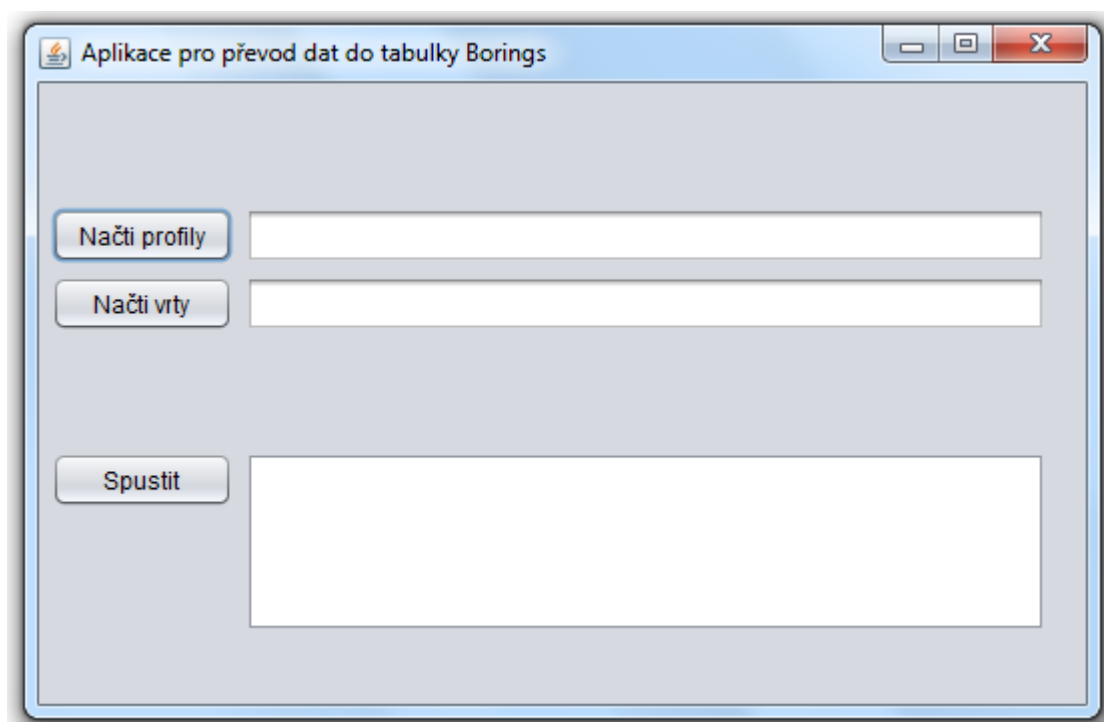 Aplikace pro převod dat do tabulky Borings
Načti profily
Načti vrty
Spustit